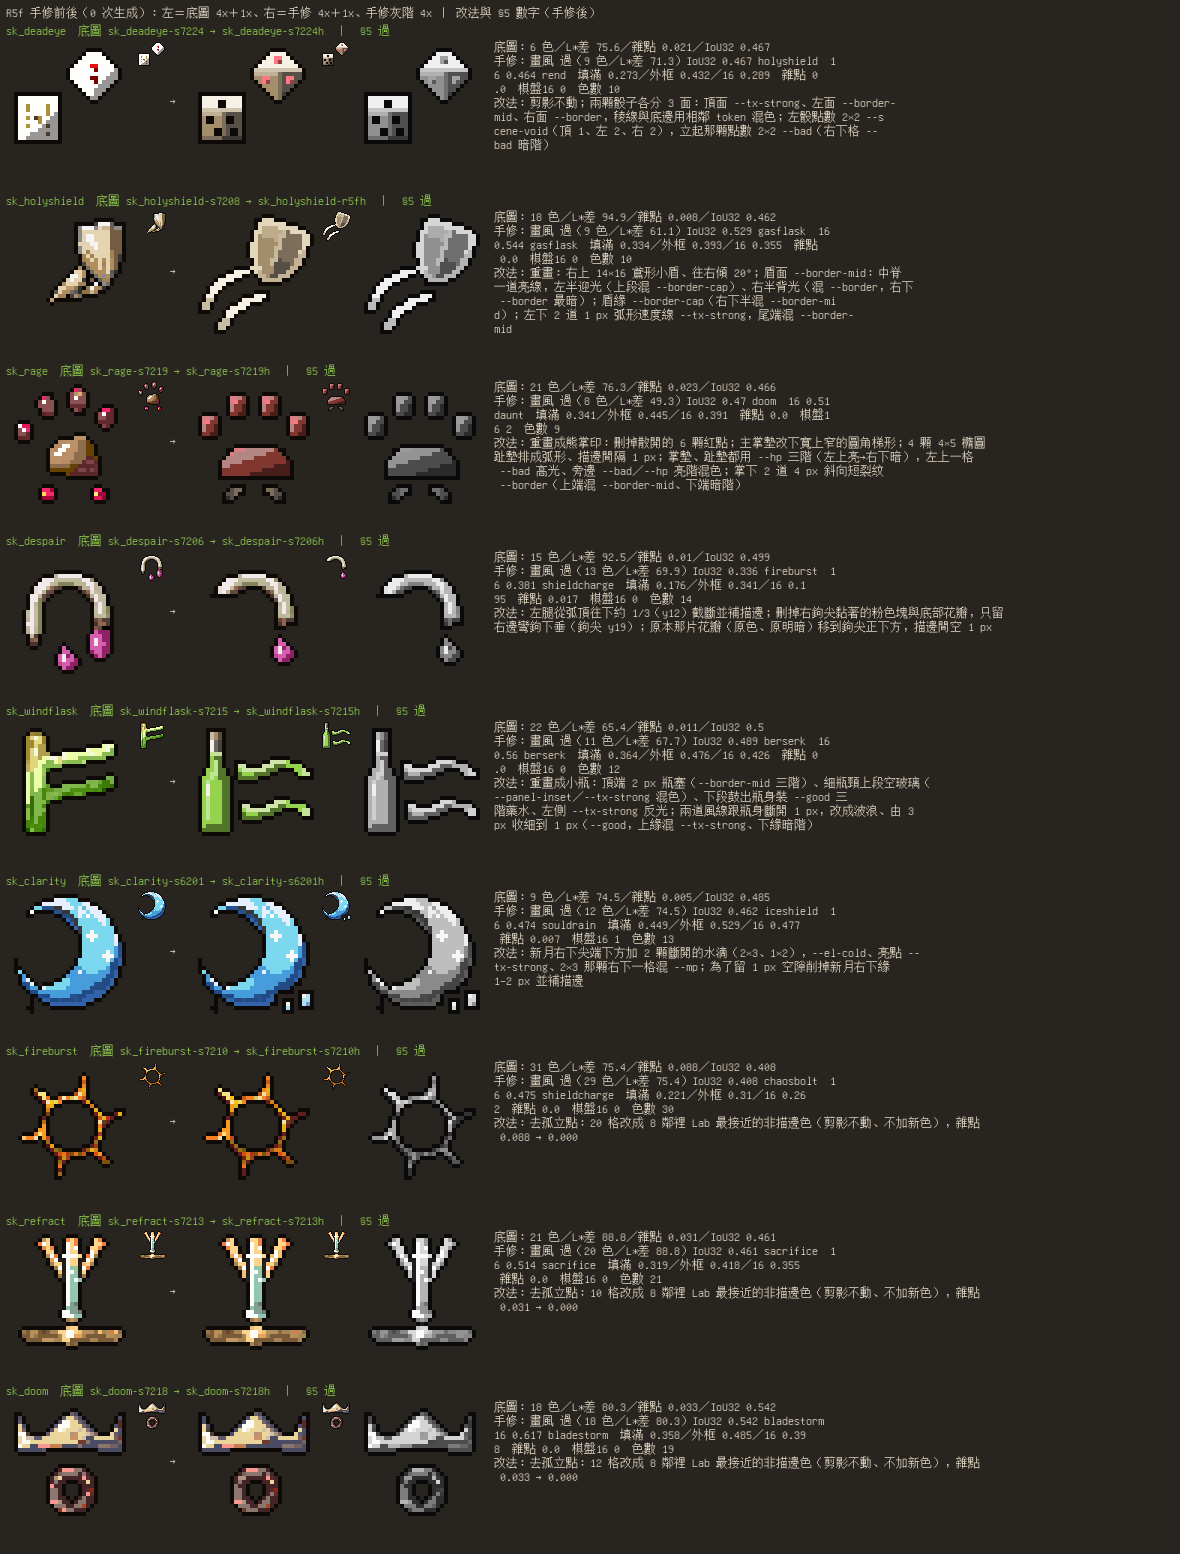 R5f 手修前後（0 次生成）：左＝底圖 4x＋1x、右＝手修 4x＋1x、手修灰階 4x ｜ 改法與 §5 數字（手修後）
sk_deadeye 底圖 sk_deadeye-s7224 → sk_deadeye-s7224h ｜ §5 過
底圖：6 色／L*差 75.6／雜點 0.021／IoU32 0.467
手修：畫風 過（9 色／L*差 71.3）IoU32 0.467 holyshield 1
6 0.464 rend 填滿 0.273／外框 0.432／16 0.289 雜點 0
.0 棋盤16 0 色數 10
改法：剪影不動；兩顆骰子各分 3 面：頂面 --tx-strong、左面 --border-
mid、右面 --border，稜線與底邊用相鄰 token 混色；左骰點數 2×2 --s
cene-void（頂 1、左 2、右 2），立起那顆點數 2×2 --bad（右下格 --
bad 暗階）
→
sk_holyshield 底圖 sk_holyshield-s7208 → sk_holyshield-r5fh ｜ §5 過
底圖：18 色／L*差 94.9／雜點 0.008／IoU32 0.462
手修：畫風 過（9 色／L*差 61.1）IoU32 0.529 gasflask 16
0.544 gasflask 填滿 0.334／外框 0.393／16 0.355 雜點
0.0 棋盤16 0 色數 10
改法：重畫：右上 14×16 鳶形小盾、往右傾 20°；盾面 --border-mid：中脊
一道亮線，左半迎光（上段混 --border-cap）、右半背光（混 --border，右下
--border 最暗）；盾緣 --border-cap（右下半混 --border-mi
d）；左下 2 道 1 px 弧形速度線 --tx-strong，尾端混 --border-
mid
→
sk_rage 底圖 sk_rage-s7219 → sk_rage-s7219h ｜ §5 過
底圖：21 色／L*差 76.3／雜點 0.023／IoU32 0.466
手修：畫風 過（8 色／L*差 49.3）IoU32 0.47 doom 16 0.51
daunt 填滿 0.341／外框 0.445／16 0.391 雜點 0.0 棋盤1
6 2 色數 9
改法：重畫成熊掌印：刪掉散開的 6 顆紅點；主掌墊改下寬上窄的圓角梯形；4 顆 4×5 橢圓
趾墊排成弧形、描邊間隔 1 px；掌墊、趾墊都用 --hp 三階（左上亮→右下暗），左上一格
--bad 高光、旁邊 --bad／--hp 亮階混色；掌下 2 道 4 px 斜向短裂紋
--border（上端混 --border-mid、下端暗階）
→
sk_despair 底圖 sk_despair-s7206 → sk_despair-s7206h ｜ §5 過
底圖：15 色／L*差 92.5／雜點 0.01／IoU32 0.499
手修：畫風 過（13 色／L*差 69.9）IoU32 0.336 fireburst 1
6 0.381 shieldcharge 填滿 0.176／外框 0.341／16 0.1
95 雜點 0.017 棋盤16 0 色數 14
改法：左腿從弧頂往下約 1/3（y12）截斷並補描邊；刪掉右鉤尖黏著的粉色塊與底部花瓣，只留
右邊彎鉤下垂（鉤尖 y19）；原本那片花瓣（原色、原明暗）移到鉤尖正下方，描邊間空 1 px
→
sk_windflask 底圖 sk_windflask-s7215 → sk_windflask-s7215h ｜ §5 過
底圖：22 色／L*差 65.4／雜點 0.011／IoU32 0.5
手修：畫風 過（11 色／L*差 67.7）IoU32 0.489 berserk 16
0.56 berserk 填滿 0.364／外框 0.476／16 0.426 雜點 0
.0 棋盤16 0 色數 12
改法：重畫成小瓶：頂端 2 px 瓶塞（--border-mid 三階）、細瓶頸上段空玻璃（
--panel-inset／--tx-strong 混色）、下段鼓出瓶身裝 --good 三
階藥水、左側 --tx-strong 反光；兩道風線跟瓶身斷開 1 px，改成波浪、由 3
px 收細到 1 px（--good，上緣混 --tx-strong、下緣暗階）
→
sk_clarity 底圖 sk_clarity-s6201 → sk_clarity-s6201h ｜ §5 過
底圖：9 色／L*差 74.5／雜點 0.005／IoU32 0.485
手修：畫風 過（12 色／L*差 74.5）IoU32 0.462 iceshield 1
6 0.474 souldrain 填滿 0.449／外框 0.529／16 0.477
雜點 0.007 棋盤16 1 色數 13
改法：新月右下尖端下方加 2 顆斷開的水滴（2×3、1×2），--el-cold、亮點 --
tx-strong、2×3 那顆右下一格混 --mp；為了留 1 px 空隙削掉新月右下緣
1-2 px 並補描邊
→
sk_fireburst 底圖 sk_fireburst-s7210 → sk_fireburst-s7210h ｜ §5 過
底圖：31 色／L*差 75.4／雜點 0.088／IoU32 0.408
手修：畫風 過（29 色／L*差 75.4）IoU32 0.408 chaosbolt 1
6 0.475 shieldcharge 填滿 0.221／外框 0.31／16 0.26
2 雜點 0.0 棋盤16 0 色數 30
改法：去孤立點：20 格改成 8 鄰裡 Lab 最接近的非描邊色（剪影不動、不加新色），雜點
0.088 → 0.000
→
sk_refract 底圖 sk_refract-s7213 → sk_refract-s7213h ｜ §5 過
底圖：21 色／L*差 88.8／雜點 0.031／IoU32 0.461
手修：畫風 過（20 色／L*差 88.8）IoU32 0.461 sacrifice 1
6 0.514 sacrifice 填滿 0.319／外框 0.418／16 0.355
雜點 0.0 棋盤16 0 色數 21
改法：去孤立點：10 格改成 8 鄰裡 Lab 最接近的非描邊色（剪影不動、不加新色），雜點
0.031 → 0.000
→
sk_doom 底圖 sk_doom-s7218 → sk_doom-s7218h ｜ §5 過
底圖：18 色／L*差 80.3／雜點 0.033／IoU32 0.542
手修：畫風 過（18 色／L*差 80.3）IoU32 0.542 bladestorm
16 0.617 bladestorm 填滿 0.358／外框 0.485／16 0.39
8 雜點 0.0 棋盤16 0 色數 19
改法：去孤立點：12 格改成 8 鄰裡 Lab 最接近的非描邊色（剪影不動、不加新色），雜點
0.033 → 0.000
→